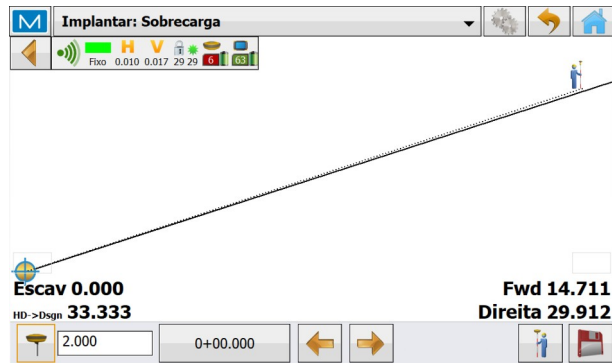 M Implantar: Sobrecarga
H V
Fixo 0.010 0.017 29 29 6 63
Escav 0.000
Fwd 14.711
HD->Dsgn 33.333
Direita 29.912
2.000
0+00.000